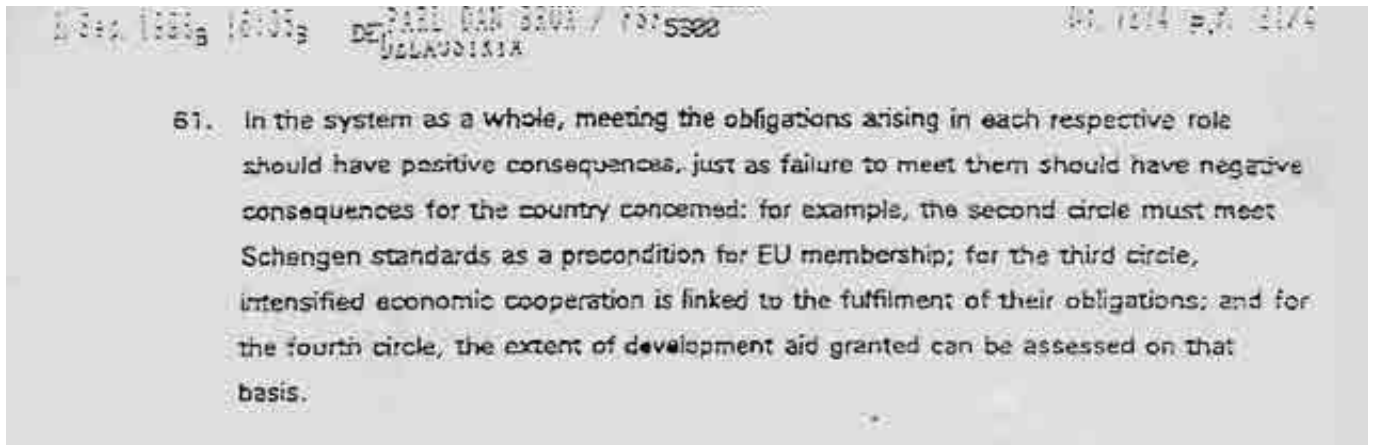 DE 5500
61. In the system as a whole, meeting the obligations arising in each respective role
should have positive consequences, just as failure to meet them should have negative
consequences for the country concerned: for example, the second circle must meet
Schengen standards as a precondition for EU membership; for the third circle,
intensified economic cooperation is linked to the fulfilment of their obligations; and for
the fourth circle, the extent of development aid granted can be assessed on that
basis.